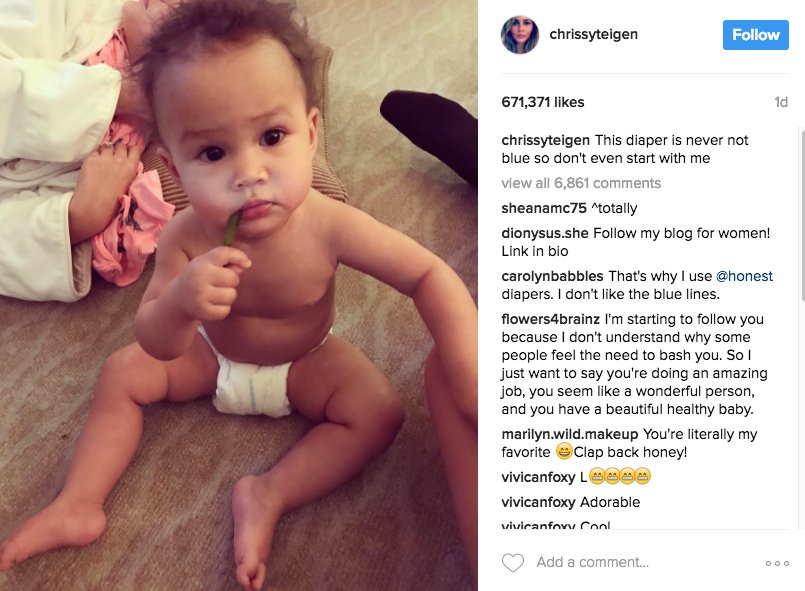 chrissyteigen
Follow
671,371 likes
1d
chrissyteigen This diaper is never not
blue so don't even start with me
view all 6,861 comments
sheanamc75 ^totally
dionysus.she Follow my blog for women!
Link in bio
carolynbabbles That's why I use @honest
diapers. I don't like the blue lines.
flowers4brainz I'm starting to follow you
because I don't understand why some
people feel the need to bash you. So I
just want to say you're doing an amazing
job, you seem like a wonderful person,
and you have a beautiful healthy baby.
marilyn.wild.makeup You're literally my
favorite 😄Clap back honey!
vivicanfoxy L😁😁😁😁
vivicanfoxy Adorable
vivicanfoxy Cool
Add a comment...